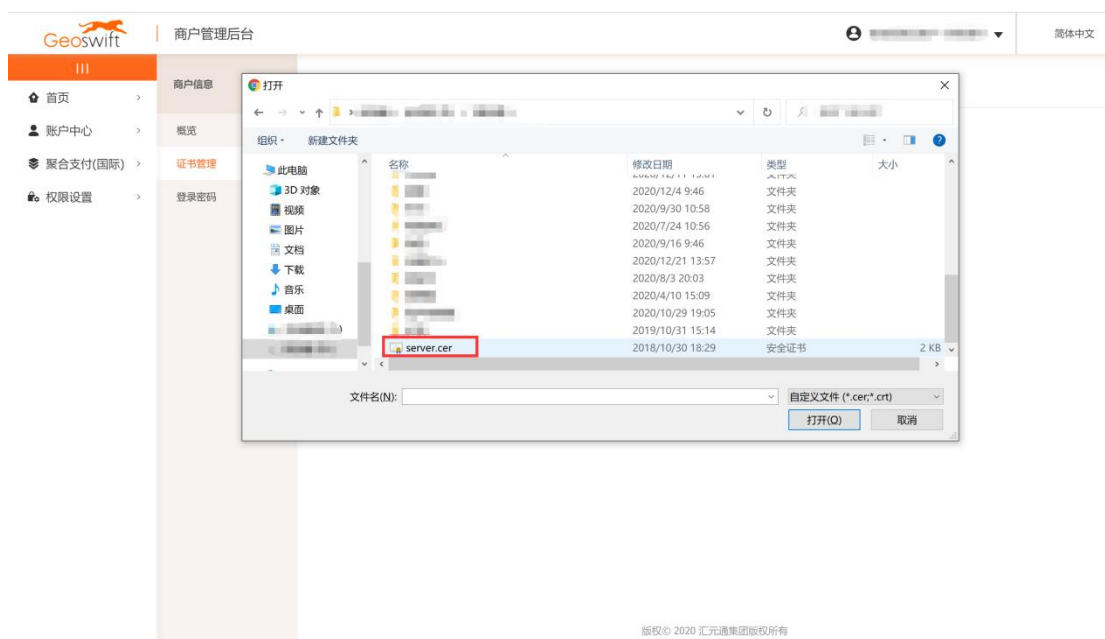 Geoswift
商户管理后台
简体中文
首页
账户中心
聚合支付(国际)
权限设置
商户信息
概览
证书管理
登录密码
打开
组织
新建文件夹
此电脑
3D 对象
视频
图片
文档
下载
音乐
桌面
名称 修改日期 类型 大小
2020/12/4 9:46 文件夹
2020/9/30 10:58 文件夹
2020/7/24 10:56 文件夹
2020/9/16 9:46 文件夹
2020/12/21 13:57 文件夹
2020/8/3 20:03 文件夹
2020/4/10 15:09 文件夹
2020/10/29 19:05 文件夹
2019/10/31 15:14 文件夹
server.cer 2018/10/30 18:29 安全证书 2 KB
文件名(N):
自定义文件 (*.cer;*.crt)
打开(O) 取消
版权© 2020 汇元通集团版权所有